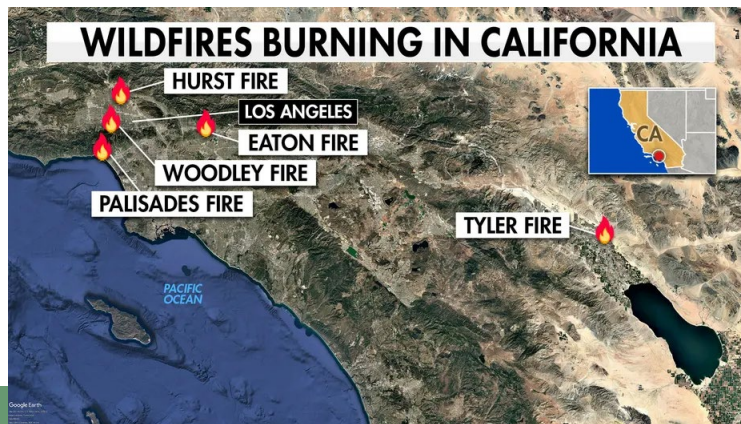 WILDFIRES BURNING IN CALIFORNIA
HURST FIRE
LOS ANGELES
EATON FIRE
WOODLEY FIRE
PALISADES FIRE
CA
TYLER FIRE
PACIFIC
OCEAN
Google Earth